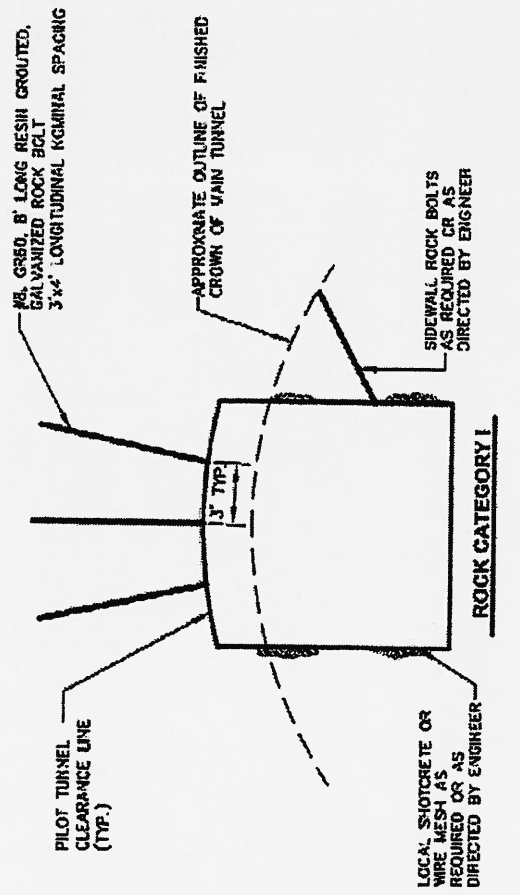 #8, GR60, 8' LONG RESIN GROUTED,
GALVANIZED ROCK BOLT
3'x4' LONGITUDINAL NOMINAL SPACING
PILOT TUNNEL
CLEARANCE LINE
(TYP.)
3' TYP.
APPROXIMATE OUTLINE OF FINISHED
CROWN OF MAIN TUNNEL
SIDEWALL ROCK BOLTS
AS REQUIRED OR AS
DIRECTED BY ENGINEER
LOCAL SHOTCRETE OR
WIRE MESH AS
REQUIRED OR AS
DIRECTED BY ENGINEER
ROCK CATEGORY I